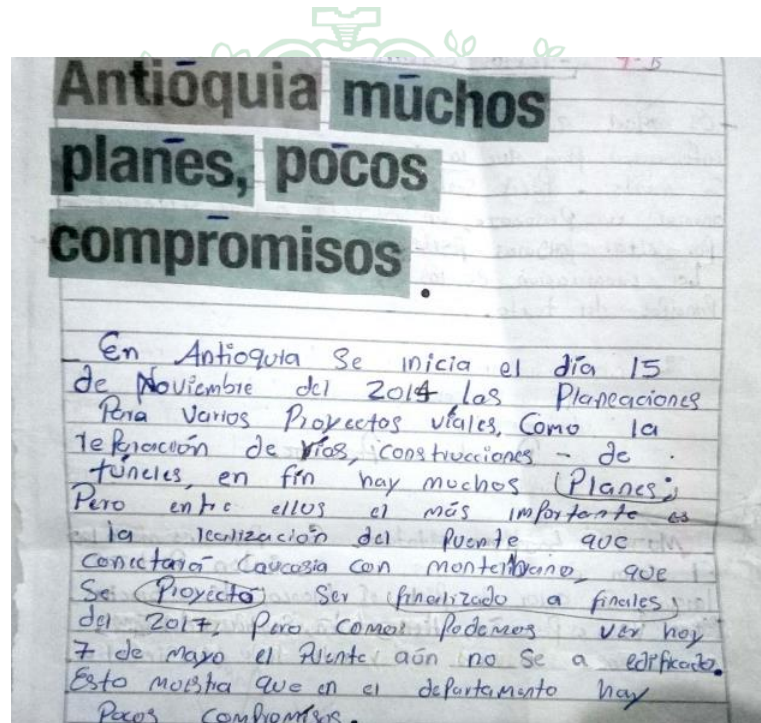 7-B
Antioquia muchos
planes, pocos
compromisos
.
En Antioquia Se inicia el día 15
de Noviembre del 2014 las Planeaciones
Para Varios Proyectos viales, Como la
reparación de vías, construcciones - de
túneles, en fin hay muchos (Planes;
Pero entre ellos el más importante es
la realización del Puente que
conectará Caucasia con montelibano, que
Se Proyecto Ser finalizado a finales
del 2017, Pero como Podemos ver hoy
7 de mayo el Puente aún no Se a edificado.
Esto muestra que en el departamento hay
Pocos compromisos.